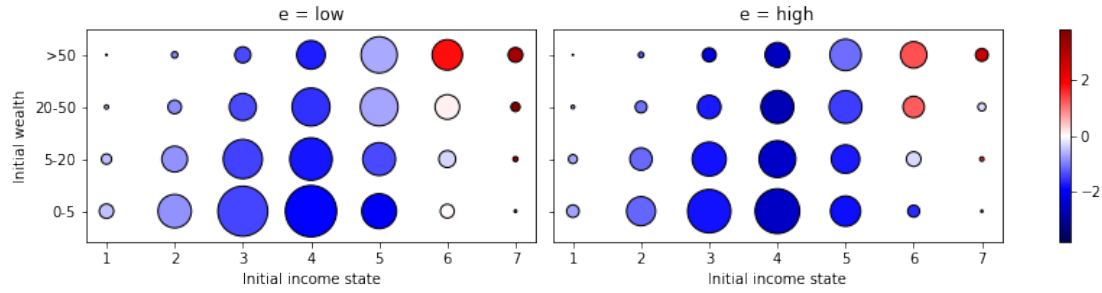 e = low
e = high
Initial wealth
>50
20-50
5-20
0-5
1 2 3 4 5 6 7
1 2 3 4 5 6 7
Initial income state
Initial income state
2
0
−2